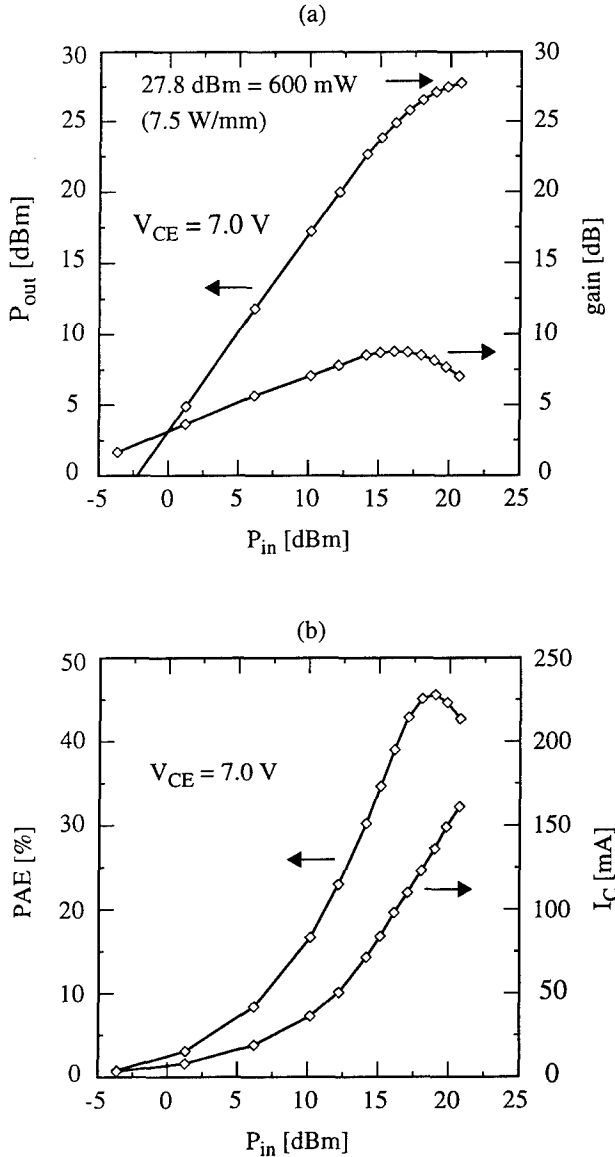 (a)
27.8 dBm = 600 mW
(7.5 W/mm)
V_CE = 7.0 V
P_out [dBm]
gain [dB]
30
25
20
15
10
5
0
30
25
20
15
10
5
0
-5 0 5 10 15 20 25
P_in [dBm]
(b)
V_CE = 7.0 V
PAE [%]
I_C [mA]
50
40
30
20
10
0
250
200
150
100
50
0
-5 0 5 10 15 20 25
P_in [dBm]